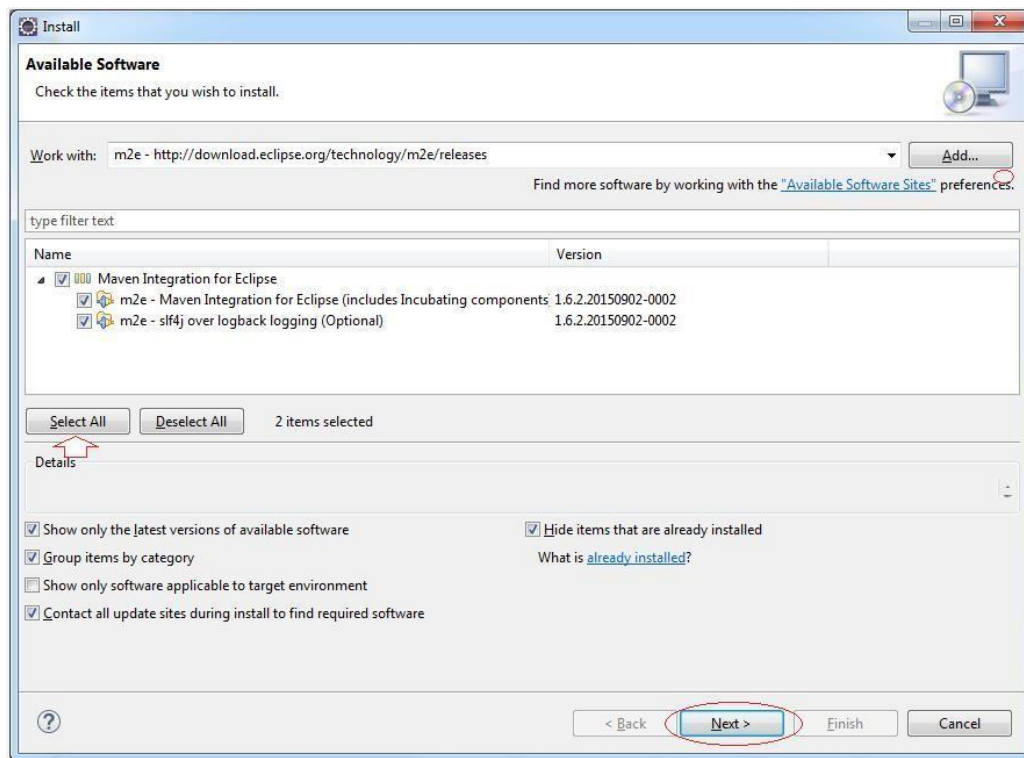 Install
Available Software
Check the items that you wish to install.
Work with: m2e - http://download.eclipse.org/technology/m2e/releases Add...
Find more software by working with the "Available Software Sites" preferences.
type filter text
Name Version
Maven Integration for Eclipse
m2e - Maven Integration for Eclipse (includes Incubating components 1.6.2.20150902-0002
m2e - slf4j over logback logging (Optional) 1.6.2.20150902-0002
Select All Deselect All 2 items selected
Details
Show only the latest versions of available software Hide items that are already installed
Group items by category What is already installed?
Show only software applicable to target environment
Contact all update sites during install to find required software
? < Back Next > Finish Cancel